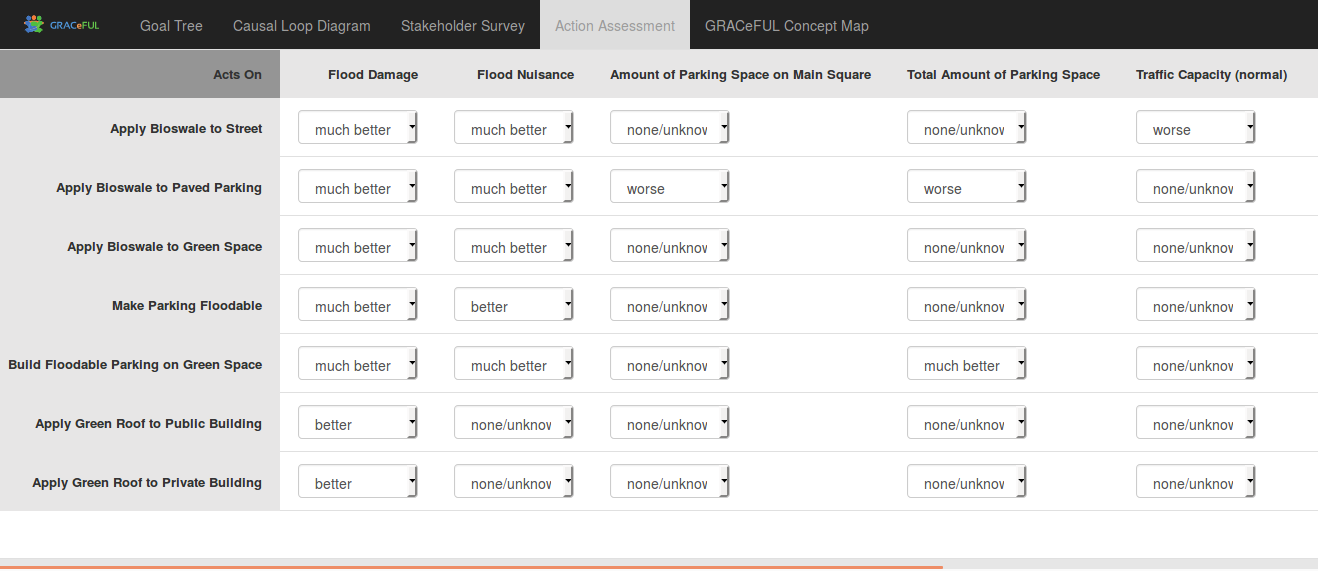 GRACeFUL Goal Tree Causal Loop Diagram Stakeholder Survey Action Assessment GRACeFUL Concept Map
Acts On Flood Damage Flood Nuisance Amount of Parking Space on Main Square Total Amount of Parking Space Traffic Capacity (normal)
Apply Bloswale to Street much better much better none/unknov none/unknov worse
Apply Bloswale to Paved Parking much better much better worse worse none/unknov
Apply Bloswale to Green Space much better much better none/unknov none/unknov none/unknov
Make Parking Floodable much better better none/unknov none/unknov none/unknov
Build Floodable Parking on Green Space much better much better none/unknov much better none/unknov
Apply Green Roof to Public Building better none/unknov none/unknov none/unknov none/unknov
Apply Green Roof to Private Building better none/unknov none/unknov none/unknov none/unknov